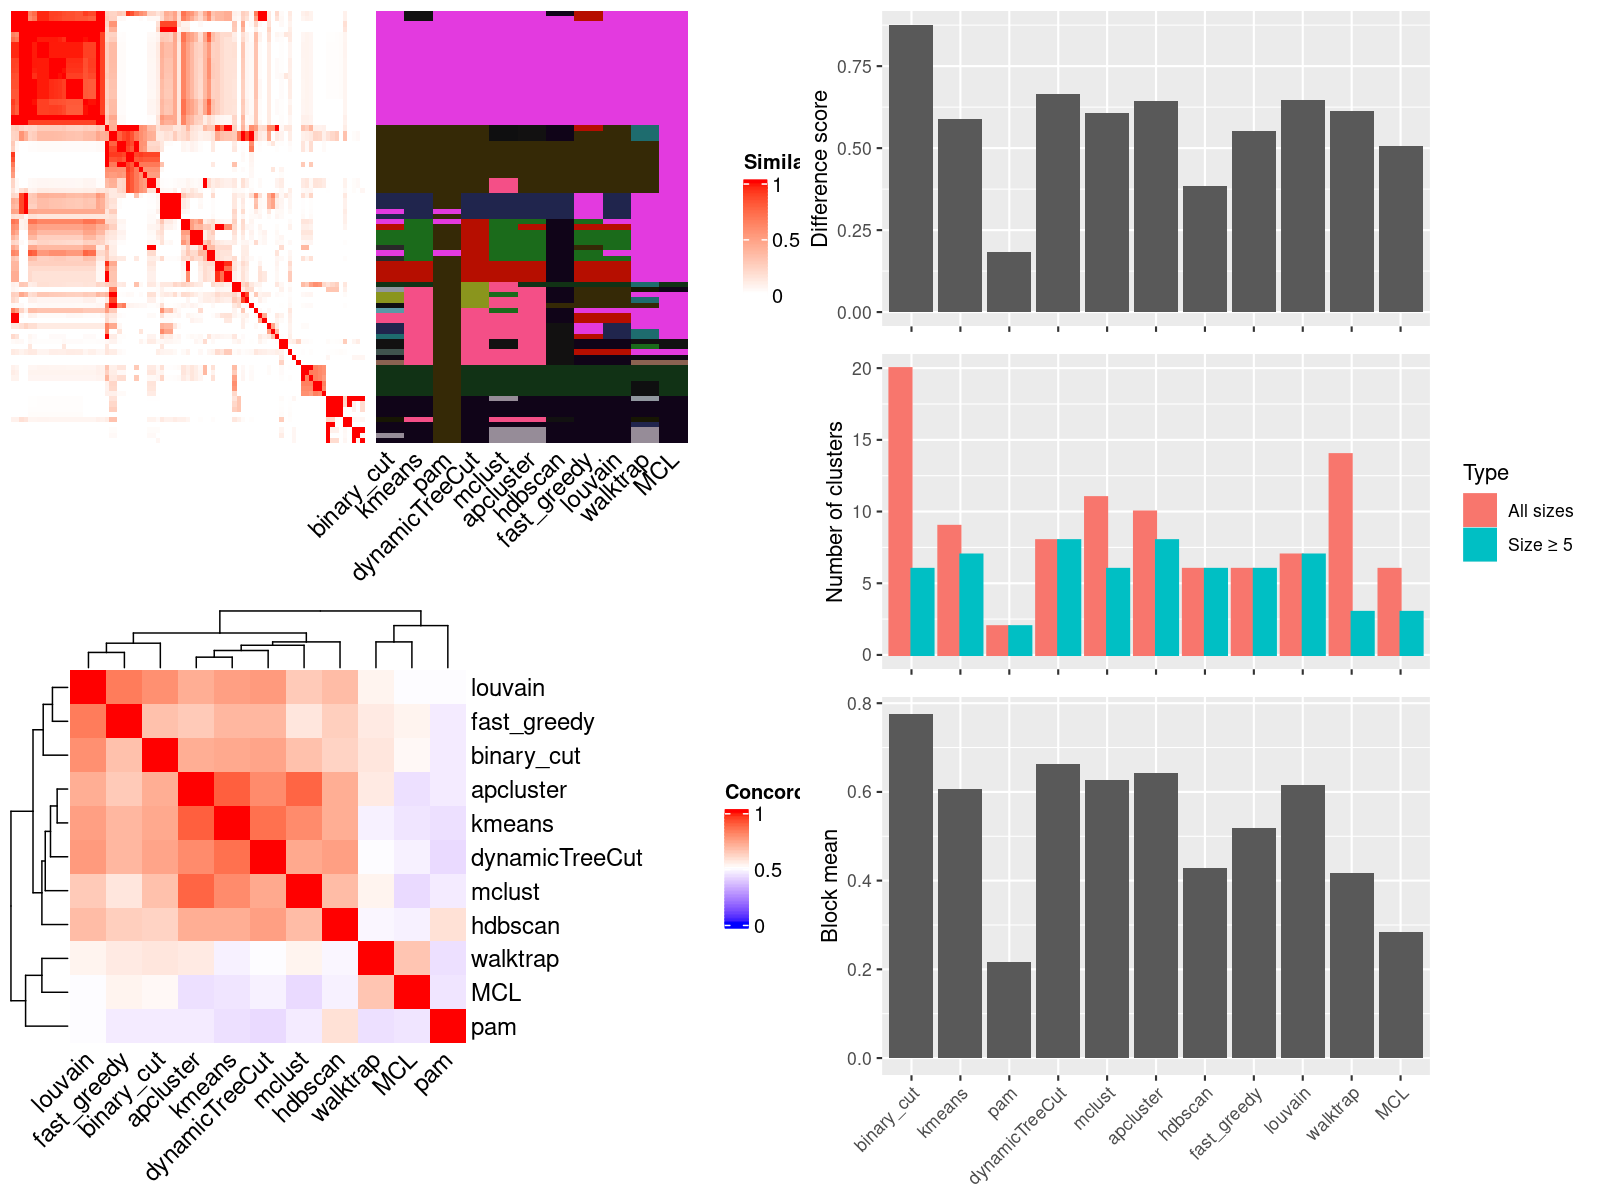 Simila
1
0.5
0
binary_cut
kmeans
pam
dynamicTreeCut
mclust
apcluster
hdbscan
fast_greedy
louvain
walktrap
MCL
louvain
fast_greedy
binary_cut
apcluster
kmeans
dynamicTreeCut
mclust
hdbscan
walktrap
MCL
pam
louvain
fast_greedy
binary_cut
apcluster
kmeans
dynamicTreeCut
mclust
hdbscan
walktrap
MCL
pam
Concord
1
0.5
0
Difference score
0.75
0.50
0.25
0.00
Number of clusters
20
15
10
5
0
Type
All sizes
Size ≥ 5
Block mean
0.8
0.6
0.4
0.2
0.0
binary_cut
kmeans
pam
dynamicTreeCut
mclust
apcluster
hdbscan
fast_greedy
louvain
walktrap
MCL